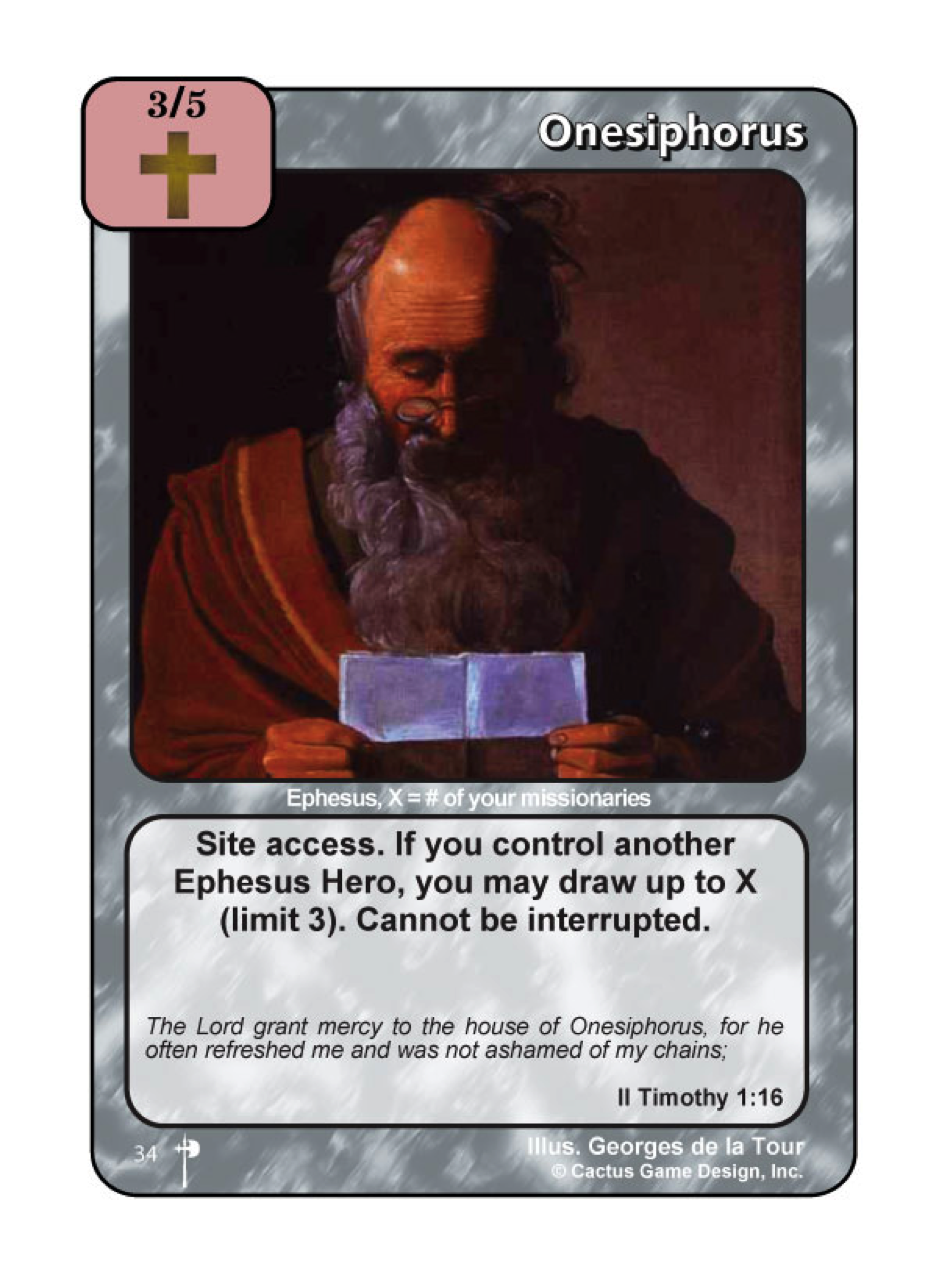 3/5
Onesiphorus
Ephesus, X = # of your missionaries
Site access. If you control another
Ephesus Hero, you may draw up to X
(limit 3). Cannot be interrupted.
The Lord grant mercy to the house of Onesiphorus, for he
often refreshed me and was not ashamed of my chains;
II Timothy 1:16
34
Illus. Georges de la Tour
© Cactus Game Design, Inc.